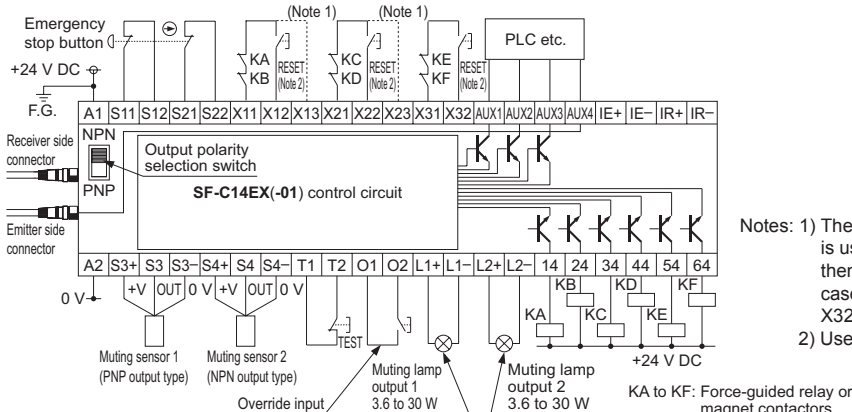 (Note 1)
(Note 1)
Emergency
stop button
PLC etc.
+24 V DC
KA
KB
RESET
(Note 2)
KC
KD
RESET
(Note 2)
KE
KF
RESET
(Note 2)
F.G.
A1 S11 S12 S21 S22 X11 X12 X13 X21 X22 X23 X31 X32 AUX1 AUX2 AUX3 AUX4 IE+ IE− IR+ IR−
Receiver side
connector
NPN
PNP
Output polarity
selection switch
SF-C14EX(-01) control circuit
Emitter side
connector
A2 S3+ S3 S3− S4+ S4 S4− T1 T2 O1 O2 L1+ L1− L2+ L2− 14 24 34 44 54 64
0 V
+V OUT 0 V
+V OUT 0 V
TEST
KA
KB
KC
KD
KE
KF
+24 V DC
Muting sensor 1
(PNP output type)
Muting sensor 2
(NPN output type)
Override input
Muting lamp
output 1
3.6 to 30 W
Muting lamp
output 2
3.6 to 30 W
Notes: 1) The
is us
ther
case
X32
2) Use
KA to KF: Force-guided relay or
magnet contactors